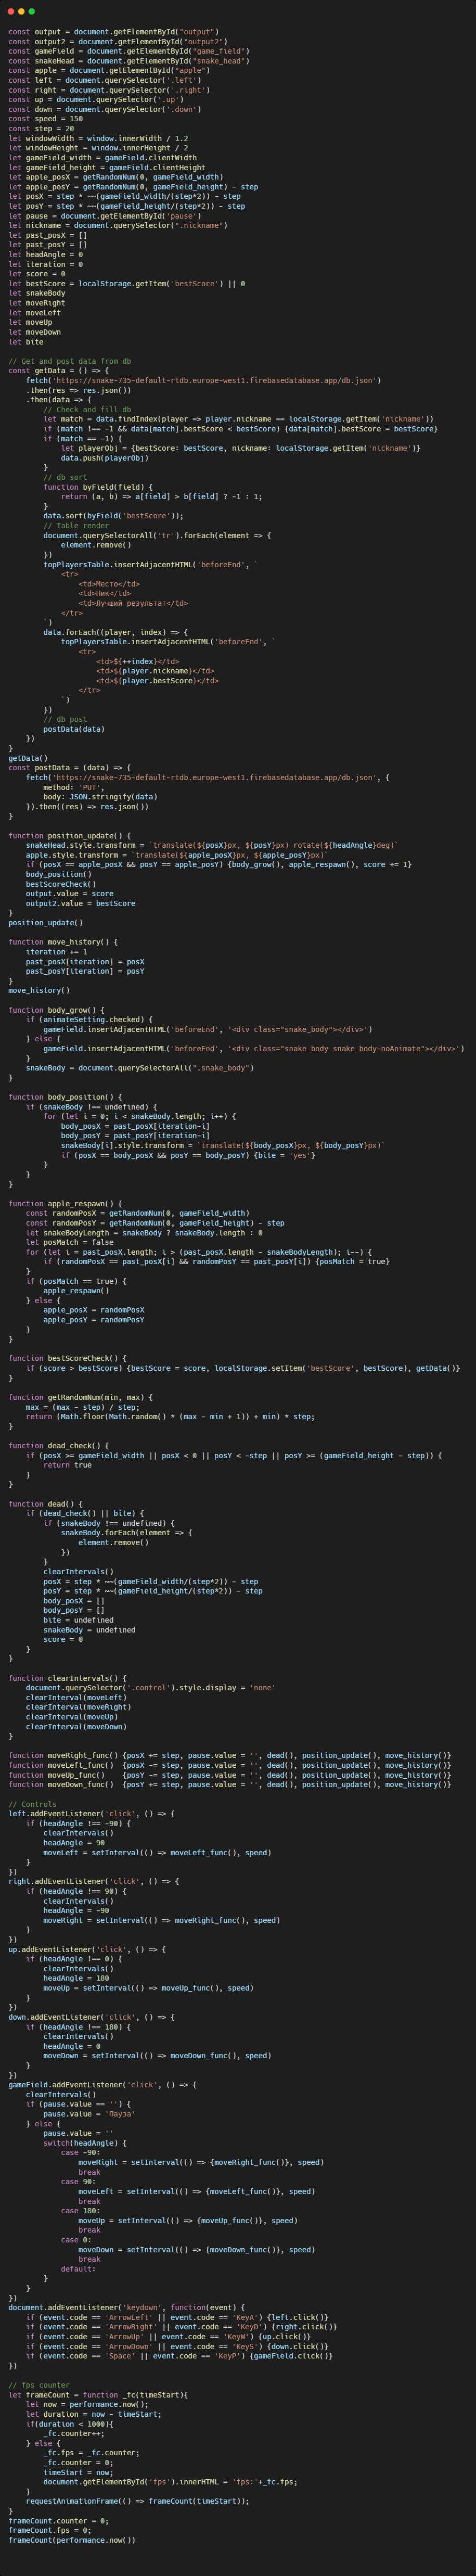 const output = document.getElementById("output")
const output2 = document.getElementById("output2")
const gameField = document.getElementById("game_field")
const snakeHead = document.getElementById("snake_head")
const apple = document.getElementById("apple")
const left = document.querySelector('.left')
const right = document.querySelector('.right')
const up = document.querySelector('.up')
const down = document.querySelector('.down')
const speed = 150
const step = 20
let windowWidth = window.innerWidth / 1.2
let windowHeight = window.innerHeight / 2
let gameField_width = gameField.clientWidth
let gameField_height = gameField.clientHeight
let apple_posX = getRandomNum(0, gameField_width)
let apple_posY = getRandomNum(0, gameField_height) - step
let posX = step * ~~(gameField_width/(step*2)) - step
let posY = step * ~~(gameField_height/(step*2)) - step
let pause = document.getElementById('pause')
let nickname = document.querySelector(".nickname")
let past_posX = []
let past_posY = []
let headAngle = 0
let iteration = 0
let score = 0
let bestScore = localStorage.getItem('bestScore') || 0
let snakeBody
let moveRight
let moveLeft
let moveUp
let moveDown
let bite
// Get and post data from db
const getData = () => {
fetch('https://snake-735-default-rtdb.europe-west1.firebasedatabase.app/db.json')
.then(res => res.json())
.then(data => {
// Check and fill db
let match = data.findIndex(player => player.nickname == localStorage.getItem('nickname'))
if (match !== -1 && data[match].bestScore < bestScore) {data[match].bestScore = bestScore}
if (match == -1) {
let playerObj = {bestScore: bestScore, nickname: localStorage.getItem('nickname')}
data.push(playerObj)
}
// db sort
function byField(field) {
return (a, b) => a[field] > b[field] ? -1 : 1;
}
data.sort(byField('bestScore'));
// Table render
document.querySelectorAll('tr').forEach(element => {
element.remove()
})
topPlayersTable.insertAdjacentHTML('beforeEnd', `
<tr>
<td>Место</td>
<td>Ник</td>
<td>Лучший результат</td>
</tr>
`)
data.forEach((player, index) => {
topPlayersTable.insertAdjacentHTML('beforeEnd', `
<tr>
<td>${++index}</td>
<td>${player.nickname}</td>
<td>${player.bestScore}</td>
</tr>
`)
})
// db post
postData(data)
})
}
getData()
const postData = (data) => {
fetch('https://snake-735-default-rtdb.europe-west1.firebasedatabase.app/db.json', {
method: 'PUT',
body: JSON.stringify(data)
}).then((res) => res.json())
}
function position_update() {
snakeHead.style.transform = `translate(${posX}px, ${posY}px) rotate(${headAngle}deg)`
apple.style.transform = `translate(${apple_posX}px, ${apple_posY}px)`
if (posX == apple_posX && posY == apple_posY) {body_grow(), apple_respawn(), score += 1}
body_position()
bestScoreCheck()
output.value = score
output2.value = bestScore
}
position_update()
function move_history() {
iteration += 1
past_posX[iteration] = posX
past_posY[iteration] = posY
}
move_history()
function body_grow() {
if (animateSetting.checked) {
gameField.insertAdjacentHTML('beforeEnd', '<div class="snake_body"></div>')
} else {
gameField.insertAdjacentHTML('beforeEnd', '<div class="snake_body snake_body-noAnimate"></div>')
}
snakeBody = document.querySelectorAll(".snake_body")
}
function body_position() {
if (snakeBody !== undefined) {
for (let i = 0; i < snakeBody.length; i++) {
body_posX = past_posX[iteration-i]
body_posY = past_posY[iteration-i]
snakeBody[i].style.transform = `translate(${body_posX}px, ${body_posY}px)`
if (posX == body_posX && posY == body_posY) {bite = 'yes'}
}
}
}
function apple_respawn() {
const randomPosX = getRandomNum(0, gameField_width)
const randomPosY = getRandomNum(0, gameField_height) - step
let snakeBodyLength = snakeBody ? snakeBody.length : 0
let posMatch = false
for (let i = past_posX.length; i > (past_posX.length - snakeBodyLength); i--) {
if (randomPosX == past_posX[i] && randomPosY == past_posY[i]) {posMatch = true}
}
if (posMatch == true) {
apple_respawn()
} else {
apple_posX = randomPosX
apple_posY = randomPosY
}
}
function bestScoreCheck() {
if (score > bestScore) {bestScore = score, localStorage.setItem('bestScore', bestScore), getData()}
}
function getRandomNum(min, max) {
max = (max - step) / step;
return (Math.floor(Math.random() * (max - min + 1)) + min) * step;
}
function dead_check() {
if (posX >= gameField_width || posX < 0 || posY < -step || posY >= (gameField_height - step)) {
return true
}
}
function dead() {
if (dead_check() || bite) {
if (snakeBody !== undefined) {
snakeBody.forEach(element => {
element.remove()
})
}
clearIntervals()
posX = step * ~~(gameField_width/(step*2)) - step
posY = step * ~~(gameField_height/(step*2)) - step
body_posX = []
body_posY = []
bite = undefined
snakeBody = undefined
score = 0
}
}
function clearIntervals() {
document.querySelector('.control').style.display = 'none'
clearInterval(moveLeft)
clearInterval(moveRight)
clearInterval(moveUp)
clearInterval(moveDown)
}
function moveRight_func() {posX += step, pause.value = '', dead(), position_update(), move_history()}
function moveLeft_func()  {posX -= step, pause.value = '', dead(), position_update(), move_history()}
function moveUp_func()    {posY -= step, pause.value = '', dead(), position_update(), move_history()}
function moveDown_func()  {posY += step, pause.value = '', dead(), position_update(), move_history()}
// Controls
left.addEventListener('click', () => {
if (headAngle !== -90) {
clearIntervals()
headAngle = 90
moveLeft = setInterval(() => moveLeft_func(), speed)
}
})
right.addEventListener('click', () => {
if (headAngle !== 90) {
clearIntervals()
headAngle = -90
moveRight = setInterval(() => moveRight_func(), speed)
}
})
up.addEventListener('click', () => {
if (headAngle !== 0) {
clearIntervals()
headAngle = 180
moveUp = setInterval(() => moveUp_func(), speed)
}
})
down.addEventListener('click', () => {
if (headAngle !== 180) {
clearIntervals()
headAngle = 0
moveDown = setInterval(() => moveDown_func(), speed)
}
})
gameField.addEventListener('click', () => {
clearIntervals()
if (pause.value == '') {
pause.value = 'Пауза'
} else {
pause.value = ''
switch(headAngle) {
case -90:
moveRight = setInterval(() => {moveRight_func()}, speed)
break
case 90:
moveLeft = setInterval(() => {moveLeft_func()}, speed)
break
case 180:
moveUp = setInterval(() => {moveUp_func()}, speed)
break
case 0:
moveDown = setInterval(() => {moveDown_func()}, speed)
break
default:
}
}
})
document.addEventListener('keydown', function(event) {
if (event.code == 'ArrowLeft' || event.code == 'KeyA') {left.click()}
if (event.code == 'ArrowRight' || event.code == 'KeyD') {right.click()}
if (event.code == 'ArrowUp' || event.code == 'KeyW') {up.click()}
if (event.code == 'ArrowDown' || event.code == 'KeyS') {down.click()}
if (event.code == 'Space' || event.code == 'KeyP') {gameField.click()}
})
// fps counter
let frameCount = function _fc(timeStart){
let now = performance.now();
let duration = now - timeStart;
if(duration < 1000){
_fc.counter++;
} else {
_fc.fps = _fc.counter;
_fc.counter = 0;
timeStart = now;
document.getElementById('fps').innerHTML = 'fps:'+_fc.fps;
}
requestAnimationFrame(() => frameCount(timeStart));
}
frameCount.counter = 0;
frameCount.fps = 0;
frameCount(performance.now())